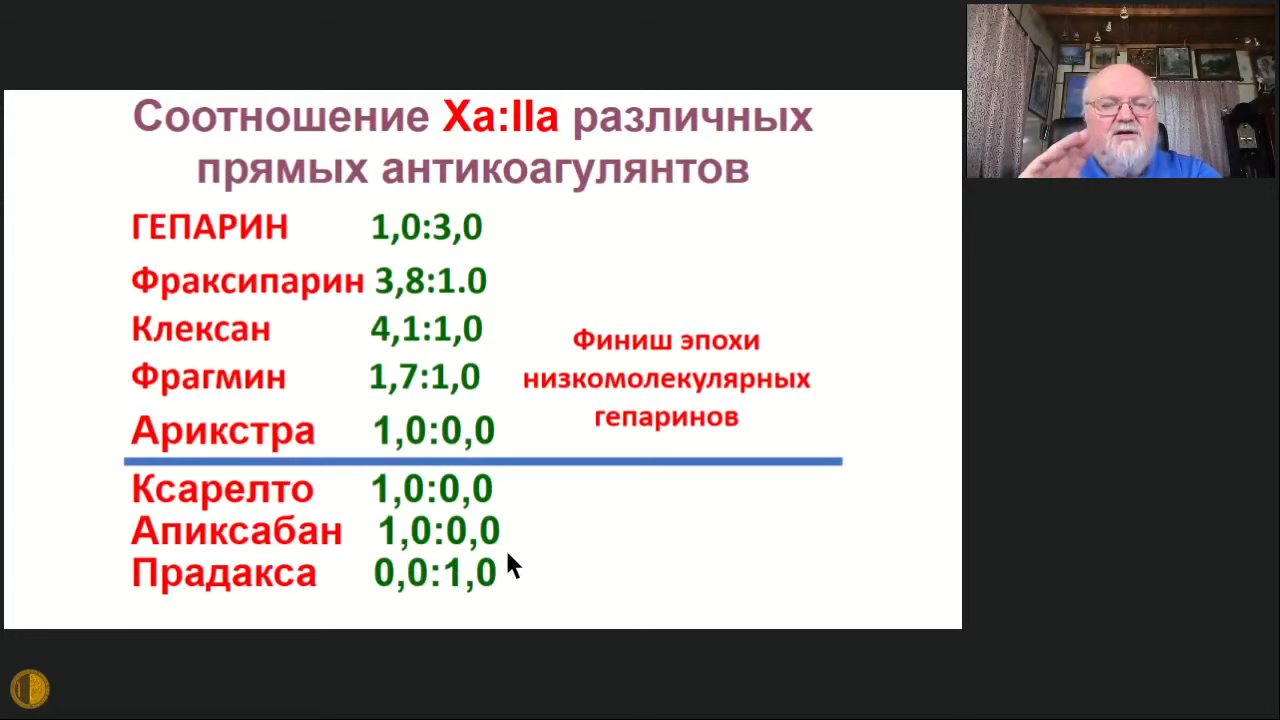 Соотношение Xa:IIa различных
прямых антикоагулянтов
ГЕПАРИН 1,0:3,0
Фраксипарин 3,8:1.0
Клексан 4,1:1,0
Фрагмин 1,7:1,0
Арикстра 1,0:0,0
Финиш эпохи
низкомолекулярных
гепаринов
Ксарелто 1,0:0,0
Апиксабан 1,0:0,0
Прадакса 0,0:1,0